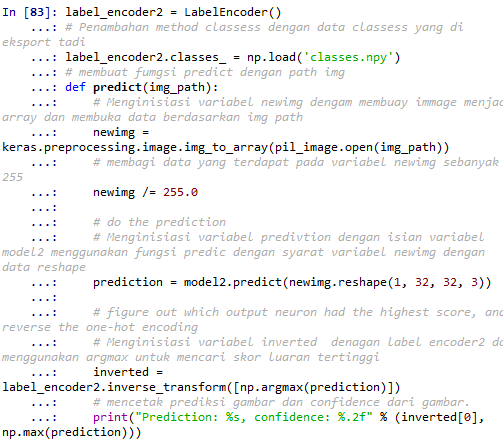 In [83]: label_encoder2 = LabelEncoder()
...: # Penambahan method classess dengan data classess yang di
eksport tadi
...: label_encoder2.classes_ = np.load('classes.npy')
...: # membuat fumgsi predict dengan path img
...: def predict(img_path):
...: # Menginisiasi variabel newimg dengam membuay immage menjac
array dan membuka data berdasarkan img path
...: newimg =
keras.preprocessing.image.img_to_array(pil_image.open(img_path))
...: # membagi data yang terdapat pada variabel newimg sebanyak
255
...: newimg /= 255.0
...:
...: # do the prediction
...: # Menginisiasi variabel predivtion dengan isian variabel
model2 menggunakan fungsi predic dengan syarat variabel newimg dengan
data reshape
...: prediction = model2.predict(newimg.reshape(1, 32, 32, 3))
...:
...: # figure out which output neuron had the highest score, and
reverse the one-hot encoding
...: # Menginisiasi variabel inverted denagan label encoder2 da
menggunakan argmax untuk mencari skor luaran tertinggi
...: inverted =
label_encoder2.inverse_transform([np.argmax(prediction)])
...: # mencetak prediksi gambar dan confidence dari gambar.
...: print("Prediction: %s, confidence: %.2f" % (inverted[0],
np.max(prediction)))